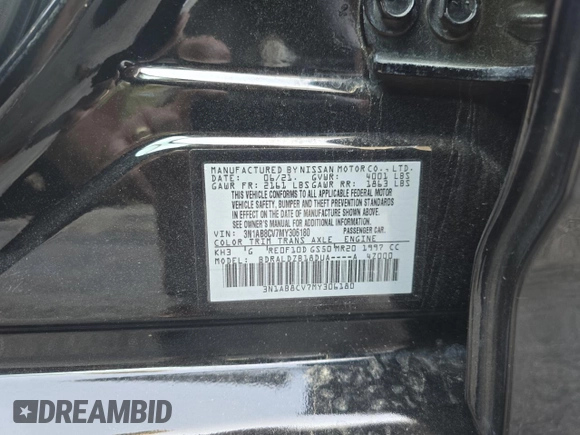 MANUFACTURED BY NISSAN MOTOR CO., LTD.
DATE: 06/21. GVWR: 4001 LBS
GAWR FR: 2161 LBS GAWR RR: 1863 LBS
THIS VEHICLE CONFORMS TO ALL APPLICABLE FEDERAL MOTOR
VEHICLE SAFETY, BUMPER AND THEFT PREVENTION STANDARDS
IN EFFECT ON THE DATE OF MANUFACTURE SHOWN ABOVE.
SEE OWNER'S MANUAL FOR ADDITIONAL INFORMATION.
VIN: 3N1AB8CV7MY306180 PASSENGER CAR.
COLOR TRIM TRANS AXLE ENGINE
KH3 G RE0F10D GS50 MR20 1997 CC
MODEL: BDRALDZB18DUA----A 47000
3N1AB8CV7MY306180
DREAMBID